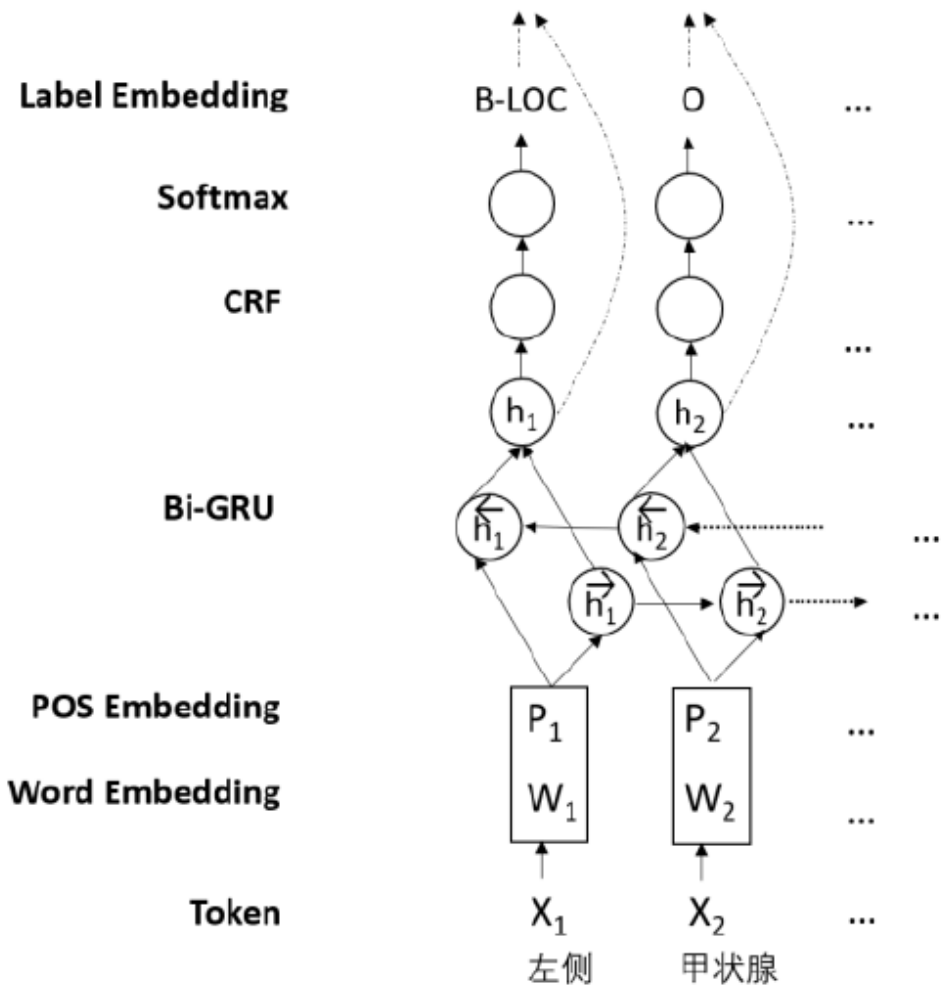 Label Embedding B-LOC O ...
Softmax ...
CRF ...
h₁ h₂ ...
Bi-GRU ←h₁ ←h₂ ...
→h₁ →h₂ ...
POS Embedding P₁ P₂ ...
Word Embedding W₁ W₂ ...
Token X₁ X₂ ...
左侧 甲状腺